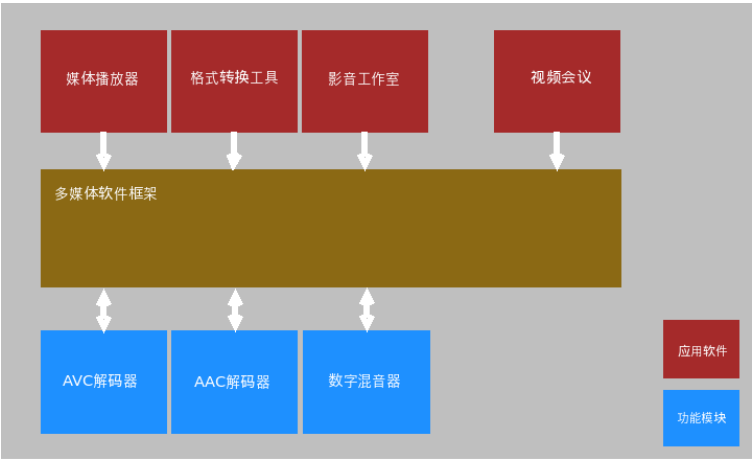 媒体播放器
格式转换工具
影音工作室
视频会议
多媒体软件框架
AVC解码器
AAC解码器
数字混音器
应用软件
功能模块